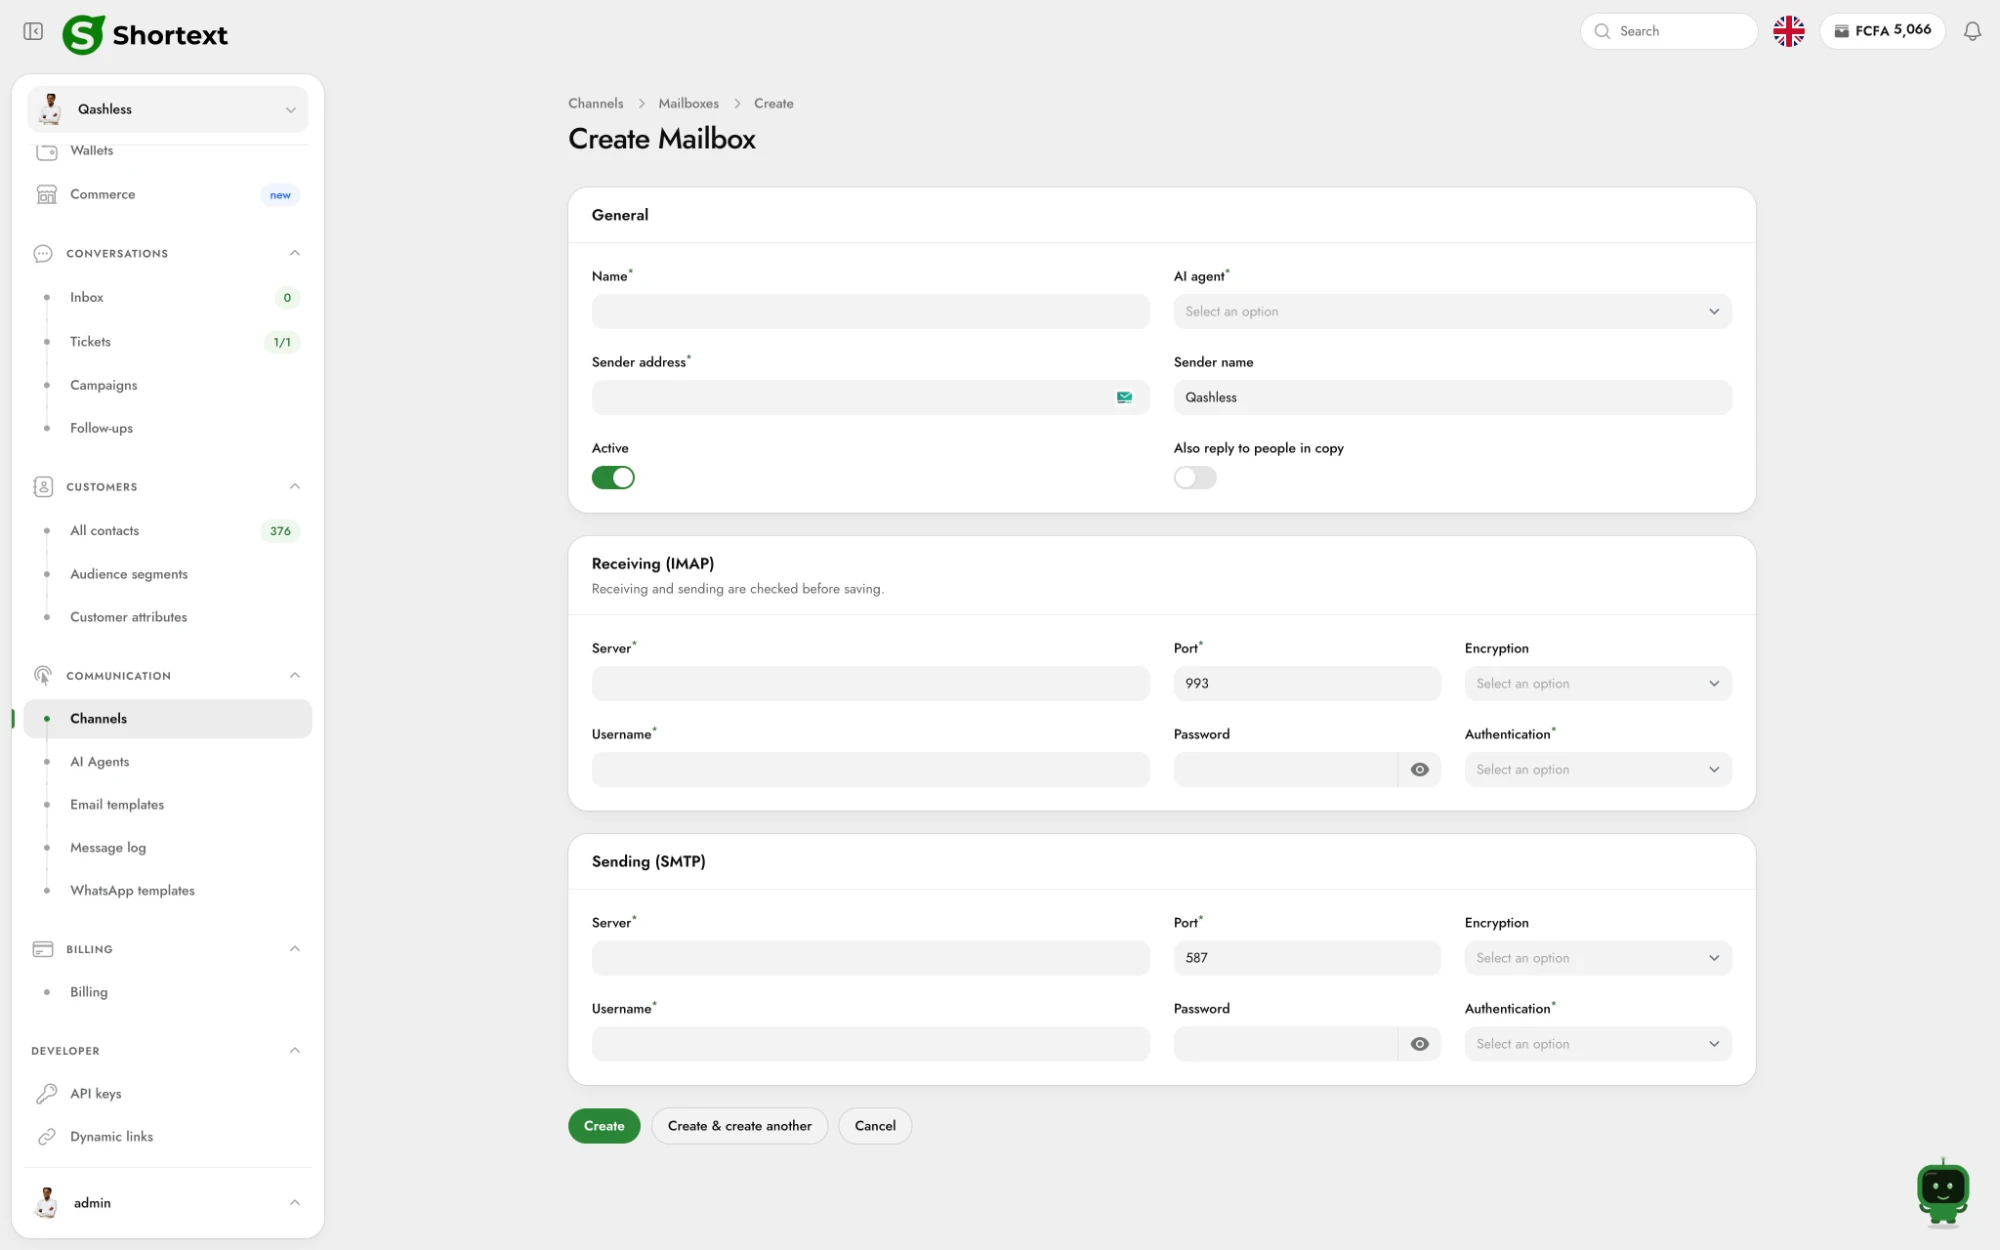 Shortext
Search
FCFA 5,066
Qashless
Wallets
Commerce
new
CONVERSATIONS
Inbox
0
Tickets
1/1
Campaigns
Follow-ups
CUSTOMERS
All contacts
376
Audience segments
Customer attributes
COMMUNICATION
Channels
AI Agents
Email templates
Message log
WhatsApp templates
BILLING
Billing
DEVELOPER
API keys
Dynamic links
admin
Channels > Mailboxes > Create
Create Mailbox
General
Name*
AI agent*
Select an option
Sender address*
Sender name
Qashless
Active
Also reply to people in copy
Receiving (IMAP)
Receiving and sending are checked before saving.
Server*
Port*
Encryption
993
Select an option
Username*
Password
Authentication*
Select an option
Sending (SMTP)
Server*
Port*
Encryption
587
Select an option
Username*
Password
Authentication*
Select an option
Create
Create & create another
Cancel